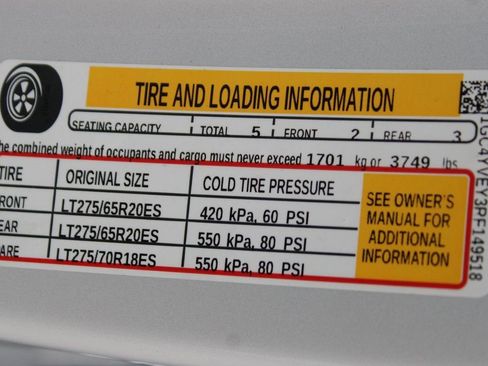 TIRE AND LOADING INFORMATION
SEATING CAPACITY TOTAL 5 FRONT 2 REAR 3
he combined weight of occupants and cargo must never exceed 1701 kg or 3749 lbs
TIRE ORIGINAL SIZE COLD TIRE PRESSURE
RONT LT275/65R20ES 420 kPa, 60 PSI
EAR LT275/65R20ES 550 kPa, 80 PSI
ARE LT275/70R18ES 550 kPa, 80 PSI
SEE OWNER'S
MANUAL FOR
ADDITIONAL
INFORMATION
1GC4YVEY3PF149518